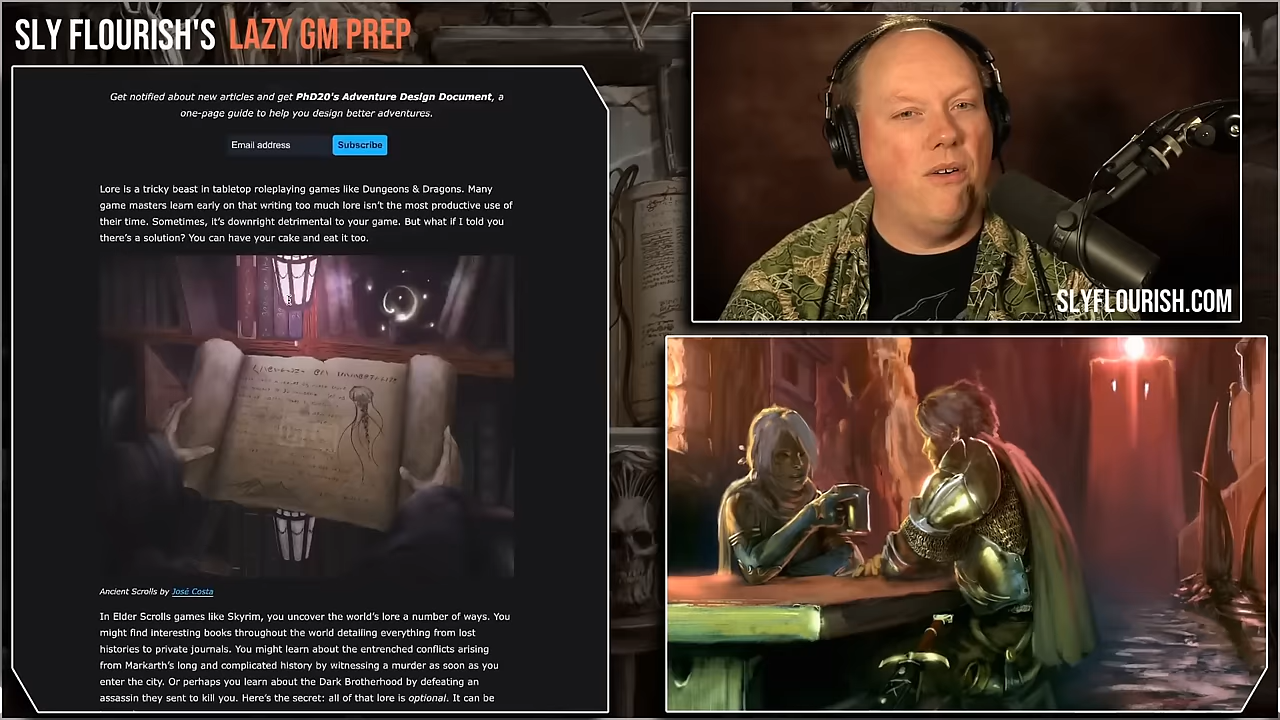 SLY FLOURISH'S LAZY GM PREP
Get notified about new articles and get PhD20's Adventure Design Document, a
one-page guide to help you design better adventures.
Email address Subscribe
Lore is a tricky beast in tabletop roleplaying games like Dungeons & Dragons. Many
game masters learn early on that writing too much lore isn't the most productive use of
their time. Sometimes, it's downright detrimental to your game. But what if I told you
there's a solution? You can have your cake and eat it too.
Ancient Scrolls by José Costa
In Elder Scrolls games like Skyrim, you uncover the world's lore a number of ways. You
might find interesting books throughout the world detailing everything from lost
histories to private journals. You might learn about the entrenched conflicts arising
from Markarth's long and complicated history by witnessing a murder as soon as you
enter the city. Or perhaps you learn about the Dark Brotherhood by defeating an
assassin they sent to kill you. Here's the secret: all of that lore is optional. It can be
SLYFLOURISH.COM